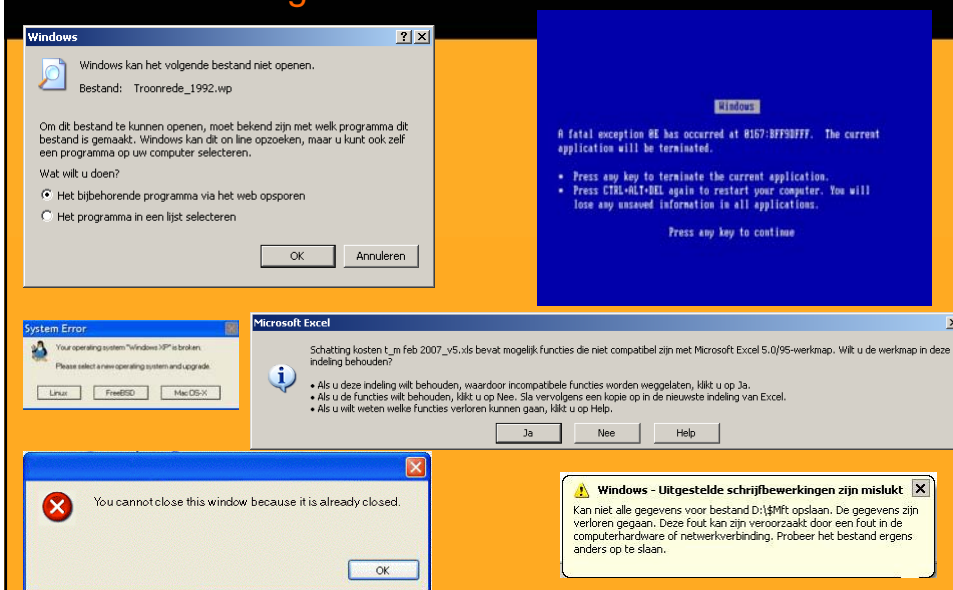 Windows
Windows kan het volgende bestand niet openen.
Bestand: Troonrede_1992.wp
Om dit bestand te kunnen openen, moet bekend zijn met welk programma dit
bestand is gemaakt. Windows kan dit on line opzoeken, maar u kunt ook zelf
een programma op uw computer selecteren.
Wat wilt u doen?
Het bijbehorende programma via het web opsporen
Het programma in een lijst selecteren
OK Annuleren
Windows
A fatal exception 0E has occurred at 0167:BFF9DFFF. The current
application will be terminated.
• Press any key to terminate the current application.
• Press CTRL+ALT+DEL again to restart your computer. You will
lose any unsaved information in all applications.
Press any key to continue
System Error
Your operating system "Windows XP" is broken.
Please select a new operating system and upgrade.
Linux FreeBSD Mac OS-X
Microsoft Excel
Schatting kosten t_m feb 2007_v5.xls bevat mogelijk functies die niet compatibel zijn met Microsoft Excel 5.0/95-werkmap. Wilt u de werkmap in deze
indeling behouden?
• Als u deze indeling wilt behouden, waardoor incompatibele functies worden weggelaten, klikt u op Ja.
• Als u de functies wilt behouden, klikt u op Nee. Sla vervolgens een kopie op in de nieuwste indeling van Excel.
• Als u wilt weten welke functies verloren kunnen gaan, klikt u op Help.
Ja Nee Help
You cannot close this window because it is already closed.
OK
Windows - Uitgestelde schrijfbewerkingen zijn mislukt
Kan niet alle gegevens voor bestand D:\$Mft opslaan. De gegevens zijn
verloren gegaan. Deze fout kan zijn veroorzaakt door een fout in de
computerhardware of netwerkverbinding. Probeer het bestand ergens
anders op te slaan.